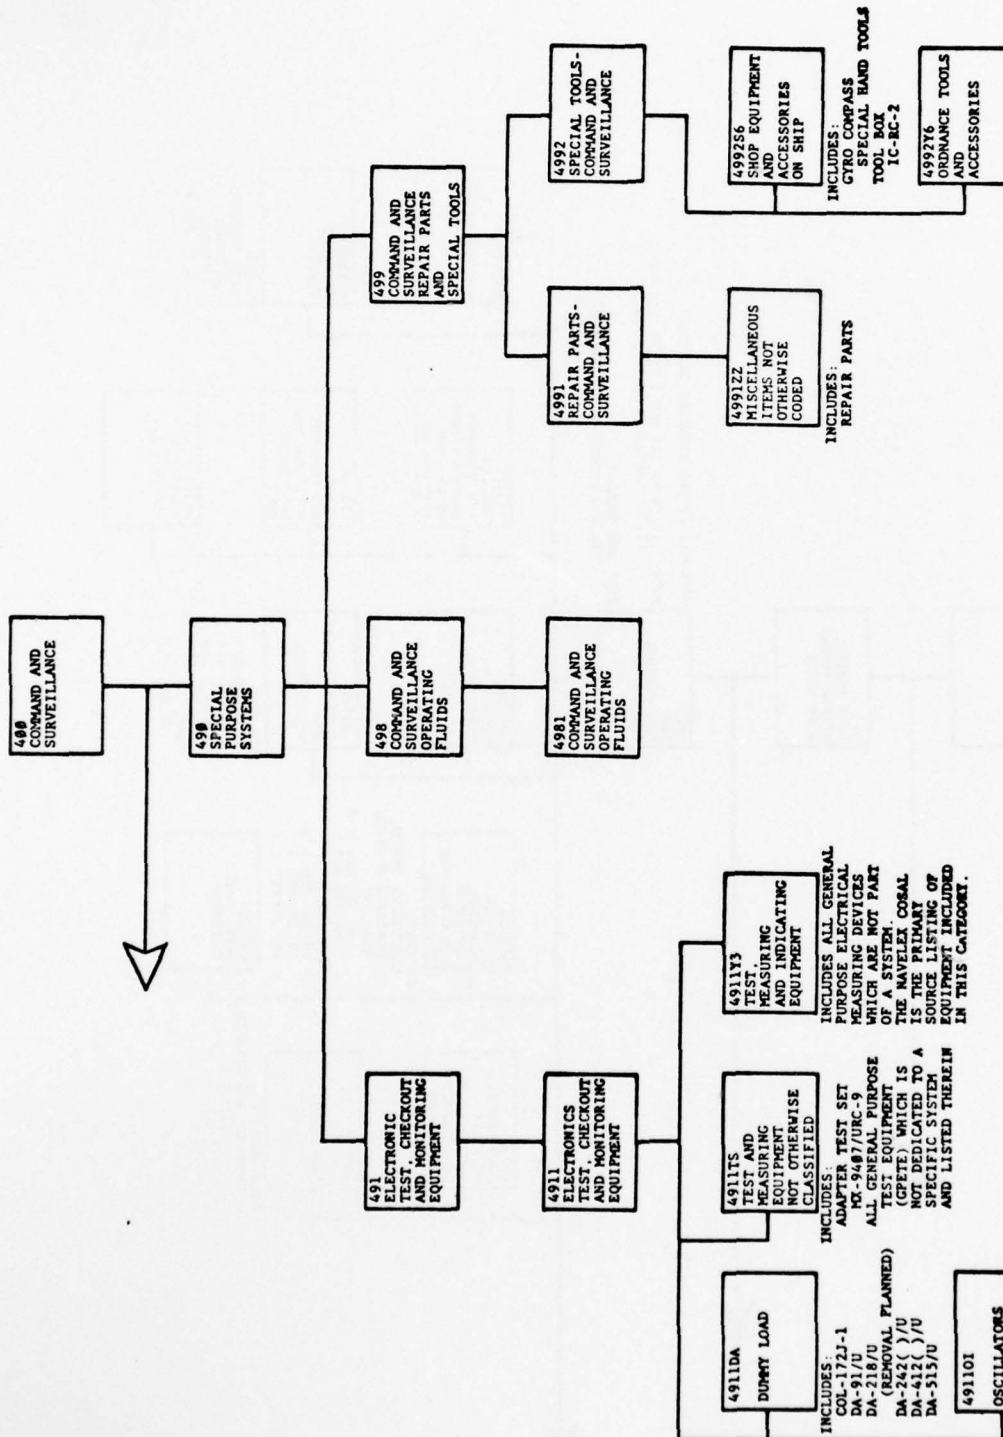 400
COMMAND AND
SURVEILLANCE
490
SPECIAL
PURPOSE
SYSTEMS
491
ELECTRONIC
TEST, CHECKOUT
AND MONITORING
EQUIPMENT
498
COMMAND AND
SURVEILLANCE
OPERATING
FLUIDS
499
COMMAND AND
SURVEILLANCE
REPAIR PARTS
AND
SPECIAL TOOLS
4911
ELECTRONICS
TEST, CHECKOUT
AND MONITORING
EQUIPMENT
4981
COMMAND AND
SURVEILLANCE
OPERATING
FLUIDS
4991
REPAIR PARTS-
COMMAND AND
SURVEILLANCE
4992
SPECIAL TOOLS-
COMMAND AND
SURVEILLANCE
4911DA
DUMMY LOAD
INCLUDES:
COL-172J-1
DA-91/U
DA-218/U
(REMOVAL PLANNED)
DA-242( )/U
DA-412( )/U
DA-515/U
4911OI
OSCILLATORS
4911TS
TEST AND
MEASURING
EQUIPMENT
NOT OTHERWISE
CLASSIFIED
INCLUDES:
ADAPTER TEST SET
MX-9407/URC-9
ALL GENERAL PURPOSE
TEST EQUIPMENT
(GPETE) WHICH IS
NOT DEDICATED TO A
SPECIFIC SYSTEM
AND LISTED THEREIN
4911Y3
TEST,
MEASURING
AND INDICATING
EQUIPMENT
INCLUDES ALL GENERAL
PURPOSE ELECTRICAL
MEASURING DEVICES
WHICH ARE NOT PART
OF A SYSTEM.
THE NAVELEX COSAL
IS THE PRIMARY
SOURCE LISTING OF
EQUIPMENT INCLUDED
IN THIS CATEGORY.
4991ZZ
MISCELLANEOUS
ITEMS NOT
OTHERWISE
CODED
INCLUDES:
REPAIR PARTS
4992S6
SHOP EQUIPMENT
AND
ACCESSORIES
ON SHIP
INCLUDES:
GYRO COMPASS
SPECIAL HAND TOOLS
TOOL BOX
IC-RC-2
4992Y6
ORDNANCE TOOLS
AND
ACCESSORIES